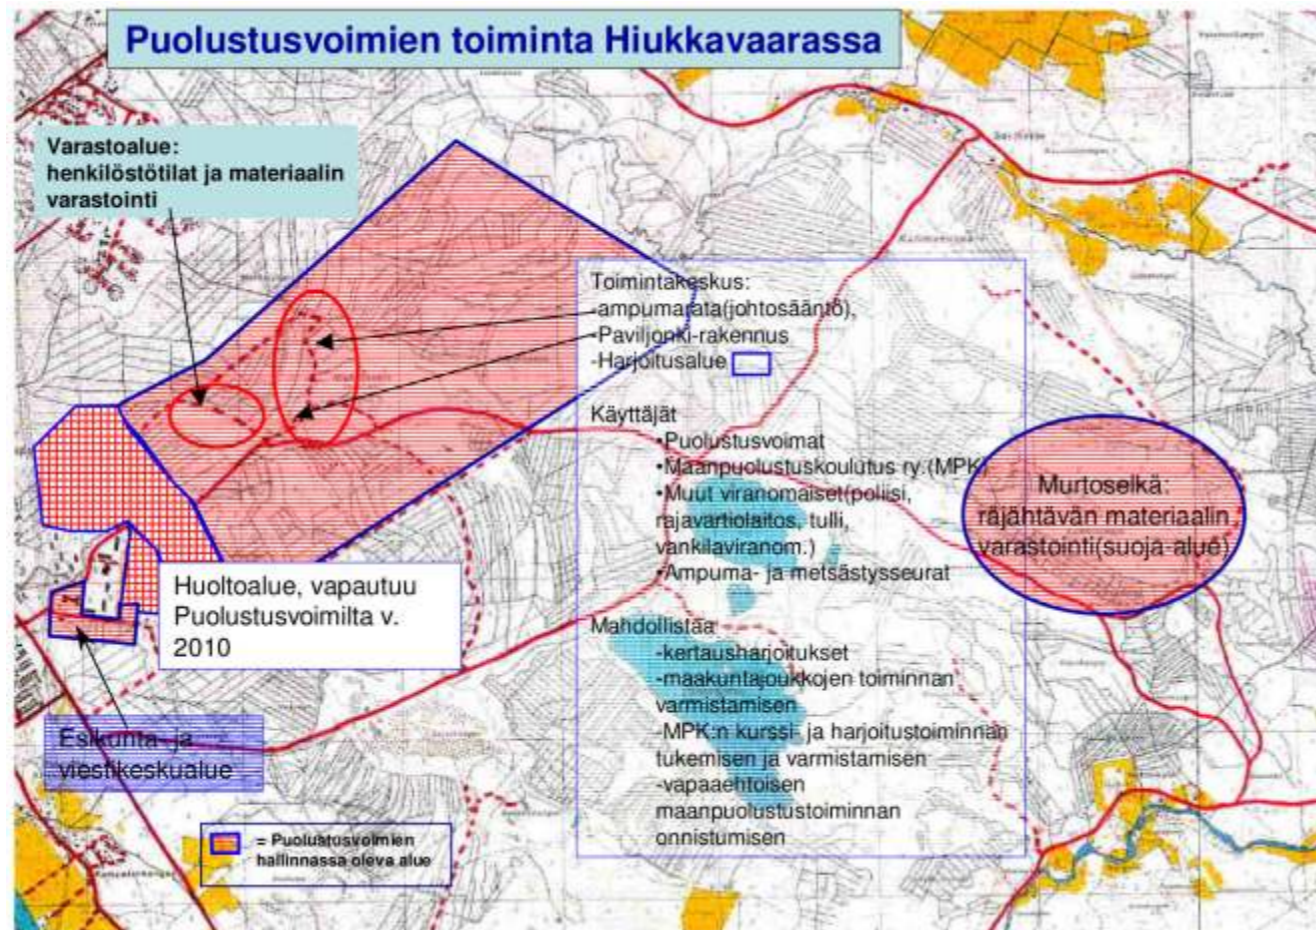 Puolustusvoimien toiminta Hiukkavaarassa
Varastoalue:
henkilöstötilat ja materiaalin
varastointi
Toimintakeskus:
-ampumarata(johtosääntö),
-Paviljonki-rakennus
-Harjoitusalue
Käyttäjät
•Puolustusvoimat
•Maanpuolustuskoulutus ry.(MPK)
•Muut viranomaiset(poliisi,
rajavartiolaitos, tulli,
vankilaviranom.)
•Ampuma- ja metsästysseurat
Mahdollistaa
-kertausharjoitukset
-maakuntajoukkojen toiminnan
varmistamisen
-MPK:n kurssi- ja harjoitustoiminnan
tukemisen ja varmistamisen
-vapaaehtoisen
maanpuolustustoiminnan
onnistumisen
Murtoselkä:
räjähtävän materiaalin
varastointi(suoja-alue)
Huoltoalue, vapautuu
Puolustusvoimilta v.
2010
Esikunta- ja
viestikeskualue
= Puolustusvoimien
hallinnassa oleva alue